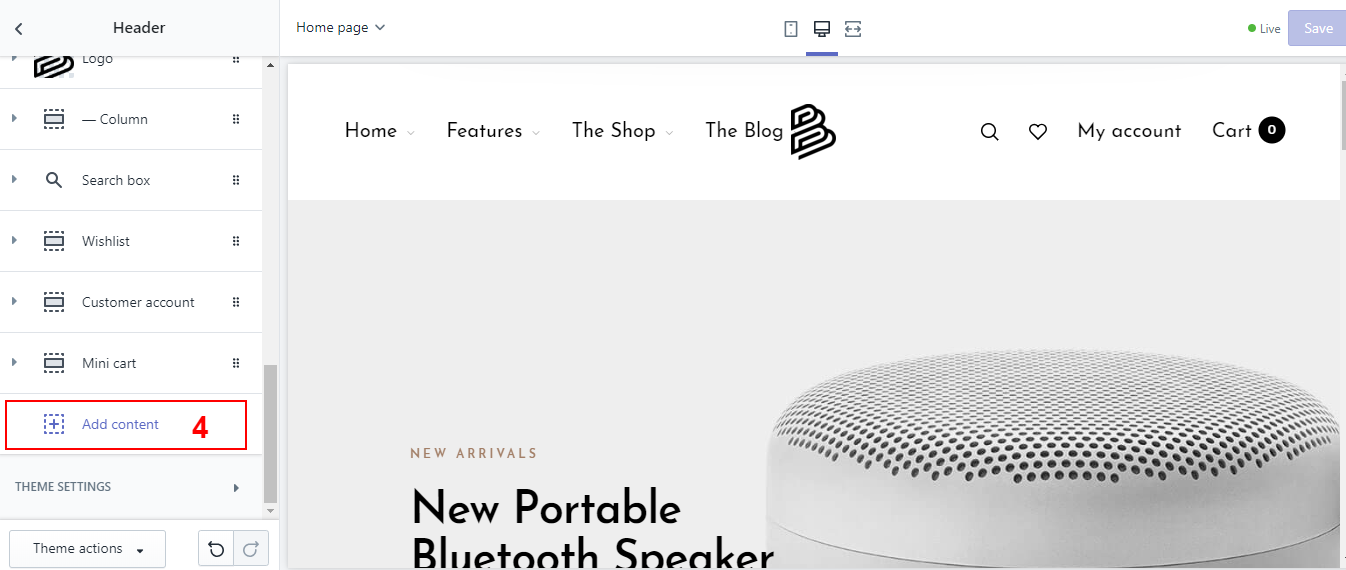 Header
Home page
Live
Save
Logo
— Column
Search box
Wishlist
Customer account
Mini cart
Add content
4
THEME SETTINGS
Theme actions
Home
Features
The Shop
The Blog
My account
Cart
0
NEW ARRIVALS
New Portable
Bluetooth Speaker